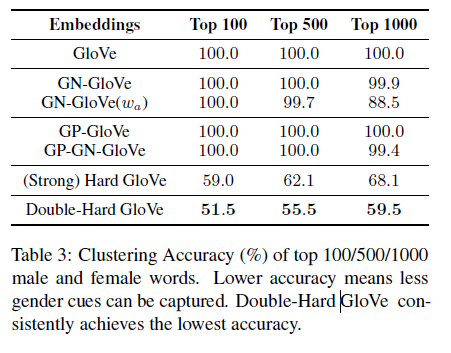 Embeddings Top 100 Top 500 Top 1000
GloVe 100.0 100.0 100.0
GN-GloVe 100.0 100.0 99.9
GN-GloVe(wₐ) 100.0 99.7 88.5
GP-GloVe 100.0 100.0 100.0
GP-GN-GloVe 100.0 100.0 99.4
(Strong) Hard GloVe 59.0 62.1 68.1
Double-Hard GloVe 51.5 55.5 59.5
Table 3: Clustering Accuracy (%) of top 100/500/1000
male and female words. Lower accuracy means less
gender cues can be captured. Double-Hard GloVe con-
sistently achieves the lowest accuracy.